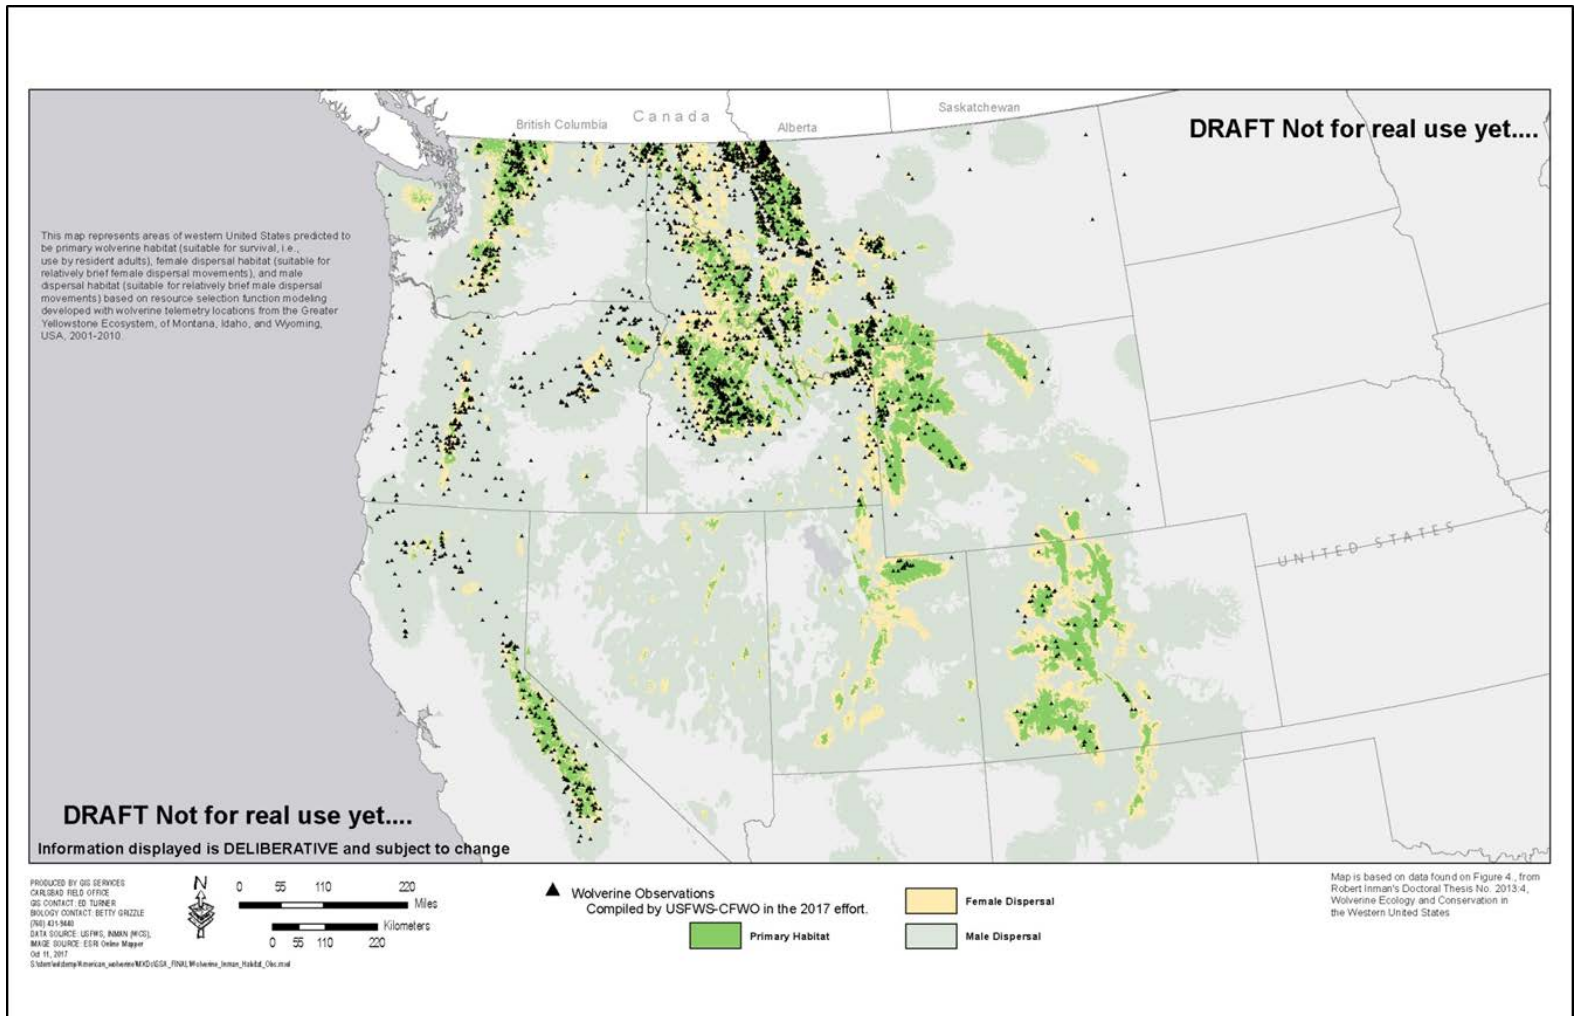 Saskatchewan
Canada
British Columbia
Alberta
DRAFT Not for real use yet....
This map represents areas of western United States predicted to
be primary wolverine habitat (suitable for survival, i.e.,
use by resident adults), female dispersal habitat (suitable for
relatively brief female dispersal movements), and male
dispersal habitat (suitable for relatively brief male dispersal
movements) based on resource selection function modeling
developed with wolverine telemetry locations from the Greater
Yellowstone Ecosystem, of Montana, Idaho, and Wyoming,
USA, 2001-2010.
UNITED STATES
DRAFT Not for real use yet....
Information displayed is DELIBERATIVE and subject to change
PRODUCED BY GIS SERVICES
CARLSBAD FIELD OFFICE
GIS CONTACT: ED TURNER
BIOLOGY CONTACT: BETTY GRIZZLE
(760) 431-9440
DATA SOURCE: USFWS, INMAN (WCS),
IMAGE SOURCE: ESRI Online Mapper
Oct 11, 2017
N
0 55 110 220
Miles
Kilometers
0 55 110 220
Wolverine Observations
Compiled by USFWS-CFWO in the 2017 effort.
Primary Habitat
Female Dispersal
Male Dispersal
Map is based on data found on Figure 4., from
Robert Inman's Doctoral Thesis No. 2013:4,
Wolverine Ecology and Conservation in
the Western United States